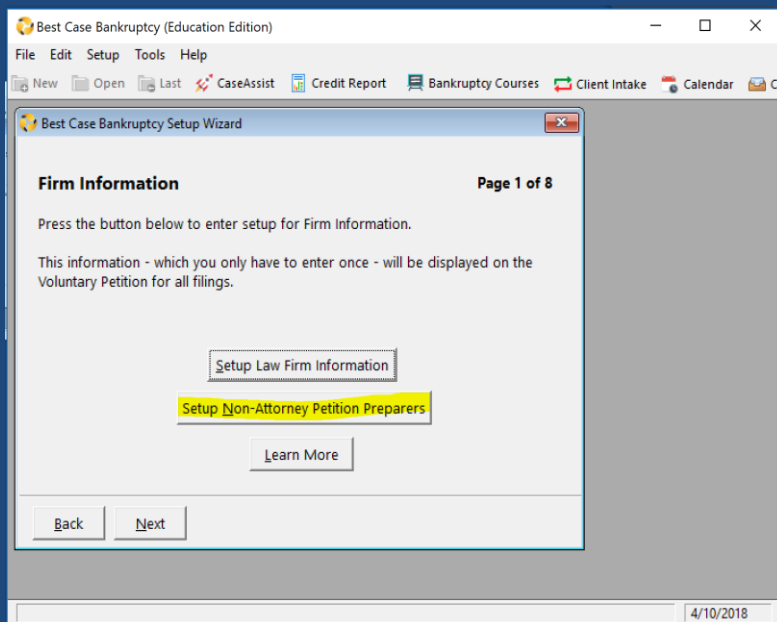 Best Case Bankruptcy (Education Edition)
File Edit Setup Tools Help
New Open Last CaseAssist Credit Report Bankruptcy Courses Client Intake Calendar C
Best Case Bankruptcy Setup Wizard
Firm Information Page 1 of 8
Press the button below to enter setup for Firm Information.
This information - which you only have to enter once - will be displayed on the
Voluntary Petition for all filings.
Setup Law Firm Information
Setup Non-Attorney Petition Preparers
Learn More
Back Next
4/10/2018